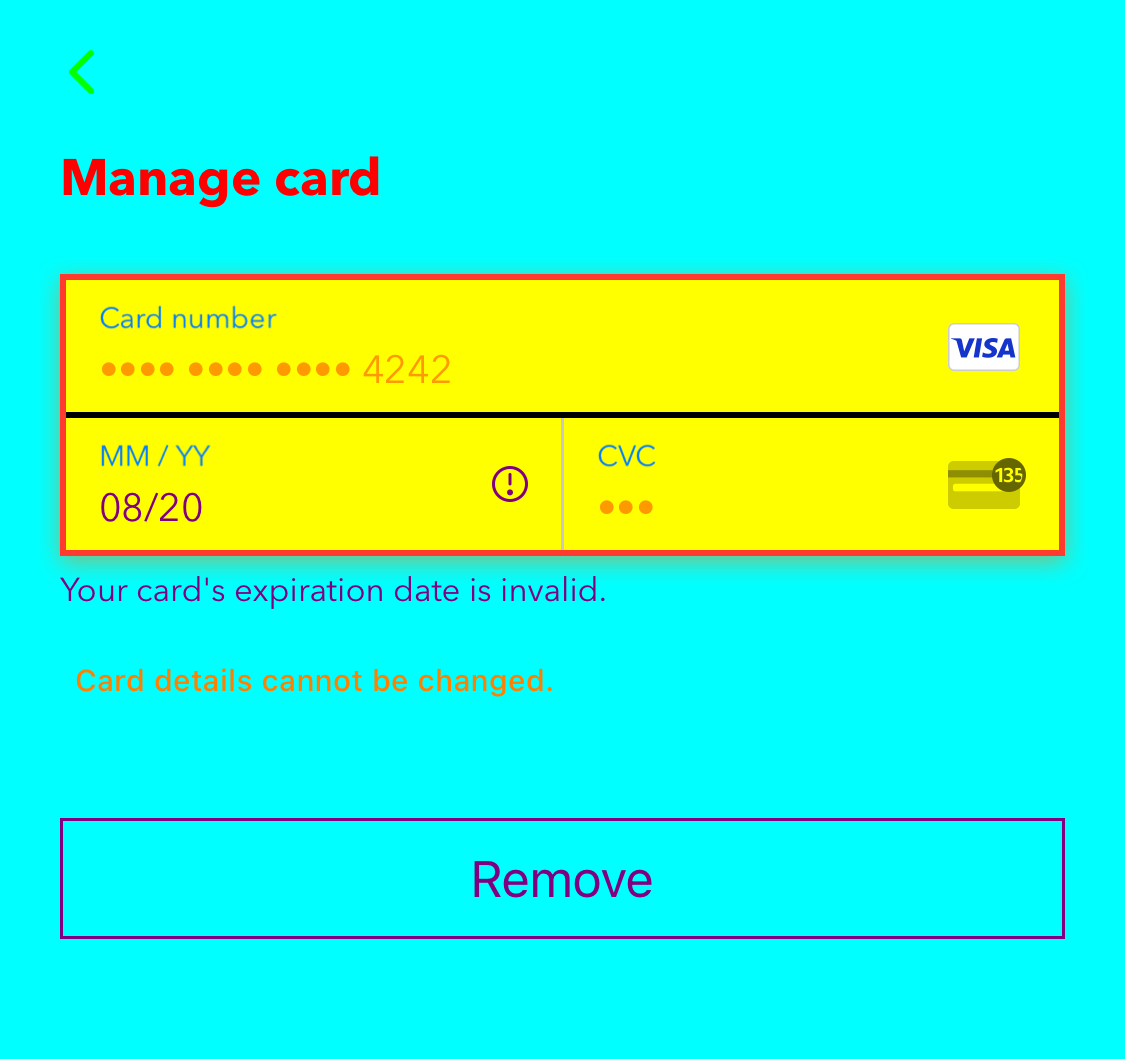 Manage card
Card number
•••• •••• •••• 4242
VISA
MM / YY
08/20
CVC
•••
135
Your card's expiration date is invalid.
Card details cannot be changed.
Remove